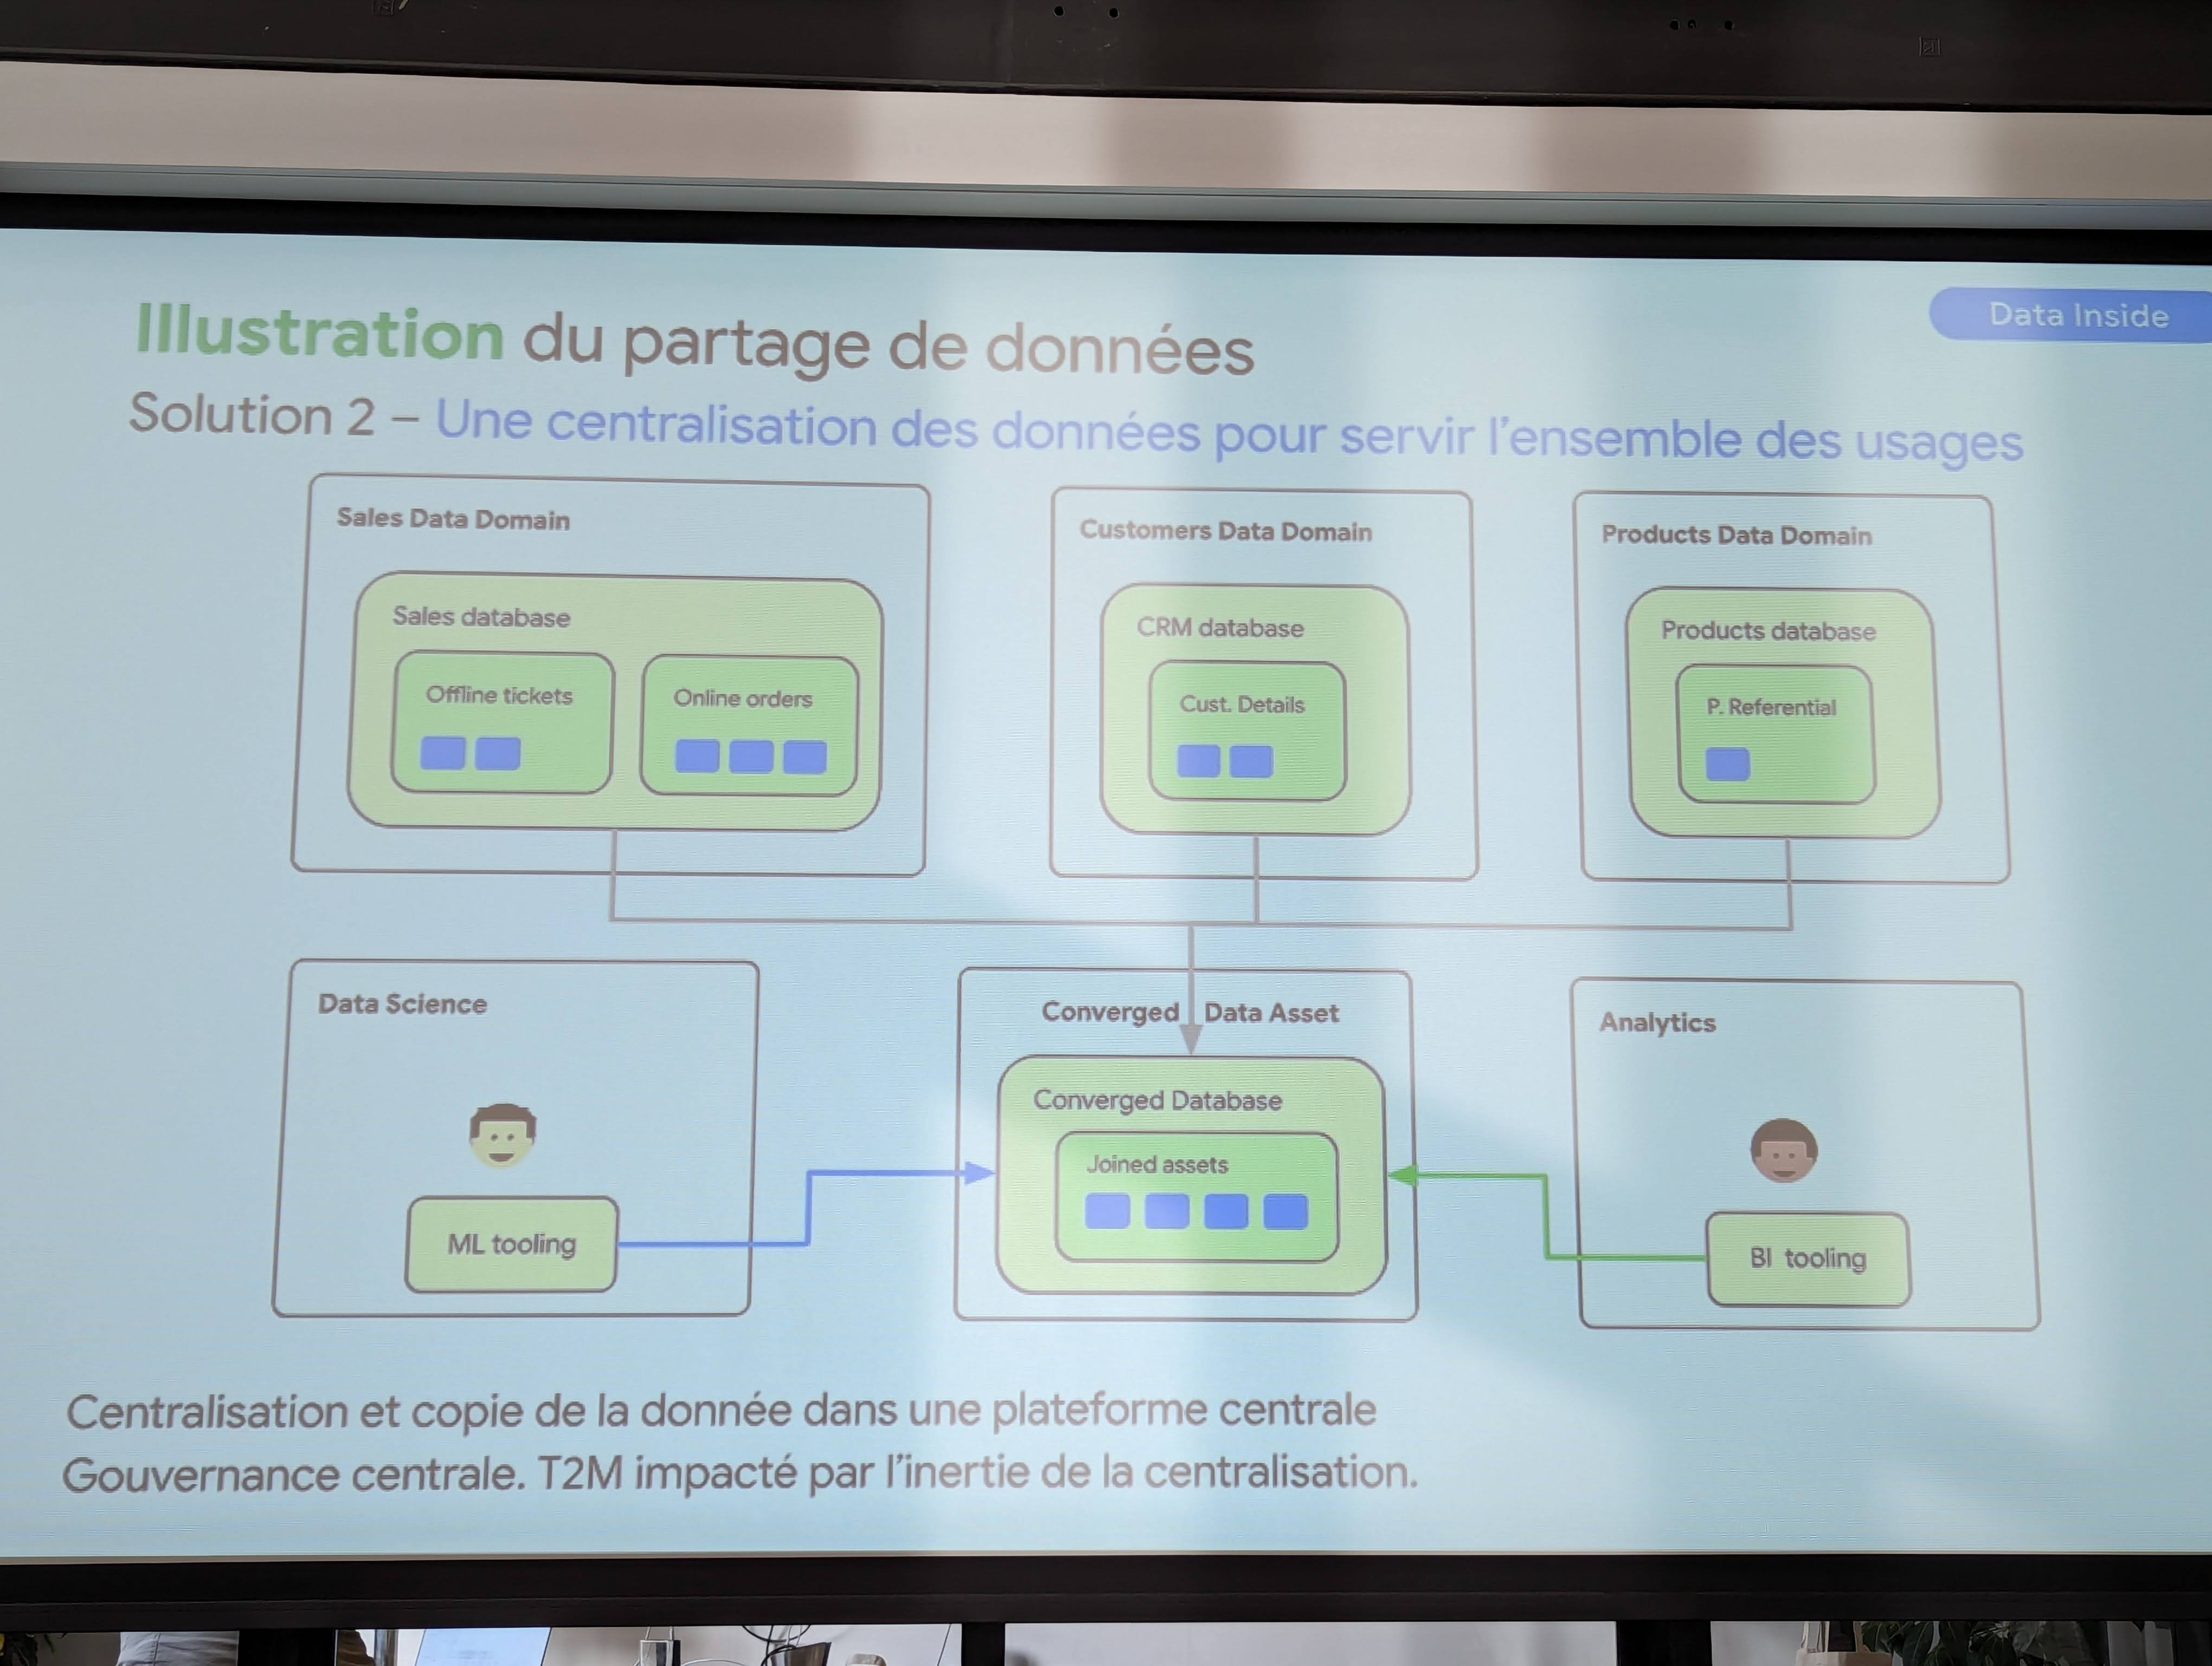 Data Inside
Illustration du partage de données
Solution 2 – Une centralisation des données pour servir l'ensemble des usages
Sales Data Domain
Customers Data Domain
Products Data Domain
Sales database
CRM database
Products database
Offline tickets
Online orders
Cust. Details
P. Referential
Data Science
Converged Data Asset
Analytics
Converged Database
Joined assets
ML tooling
BI tooling
Centralisation et copie de la donnée dans une plateforme centrale
Gouvernance centrale. T2M impacté par l'inertie de la centralisation.